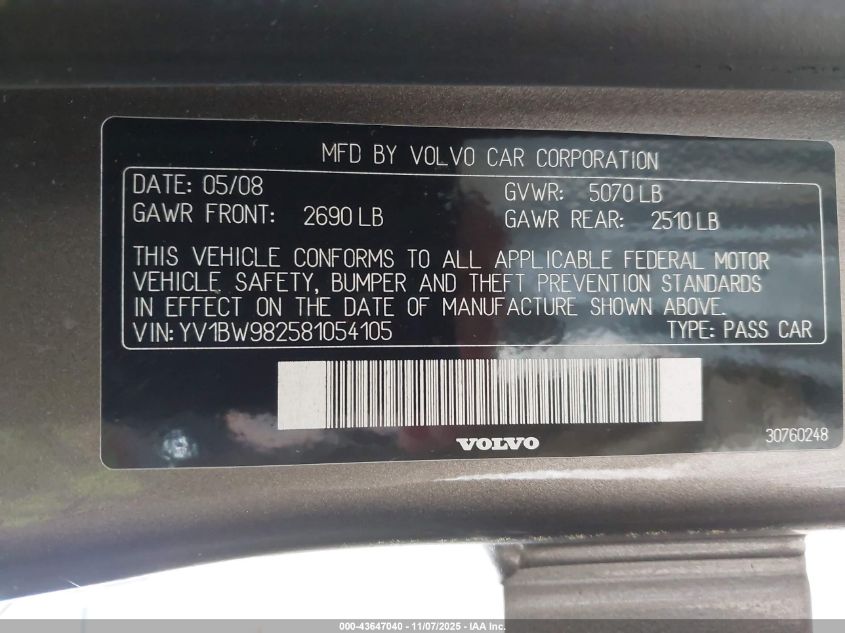 MFD BY VOLVO CAR CORPORATION
DATE: 05/08 GVWR: 5070 LB
GAWR FRONT: 2690 LB GAWR REAR: 2510 LB
THIS VEHICLE CONFORMS TO ALL APPLICABLE FEDERAL MOTOR
VEHICLE SAFETY, BUMPER AND THEFT PREVENTION STANDARDS
IN EFFECT ON THE DATE OF MANUFACTURE SHOWN ABOVE.
VIN: YV1BW982581054105 TYPE: PASS CAR
VOLVO
30760248
000-43647040 - 11/07/2025 - IAA Inc.